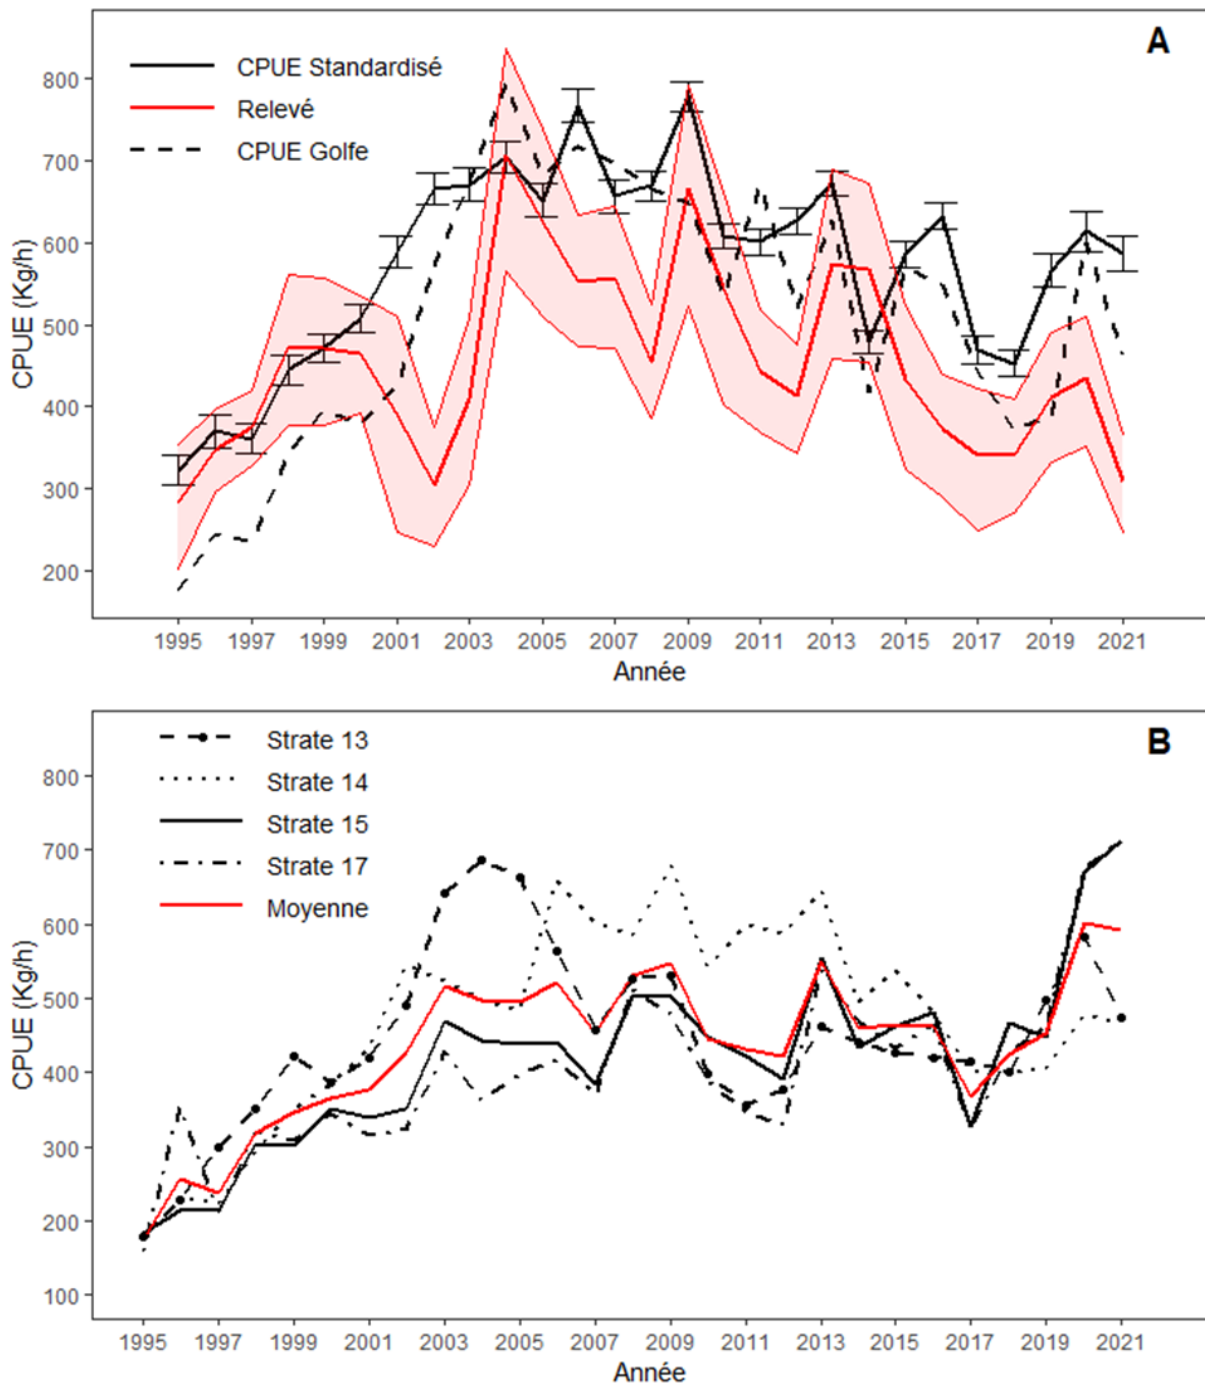 A
CPUE Standardisé
Relevé
CPUE Golfe
CPUE (Kg/h)
800
700
600
500
400
300
200
1995 1997 1999 2001 2003 2005 2007 2009 2011 2013 2015 2017 2019 2021
Année
B
Strate 13
Strate 14
Strate 15
Strate 17
Moyenne
CPUE (Kg/h)
800
700
600
500
400
300
200
100
1995 1997 1999 2001 2003 2005 2007 2009 2011 2013 2015 2017 2019 2021
Année